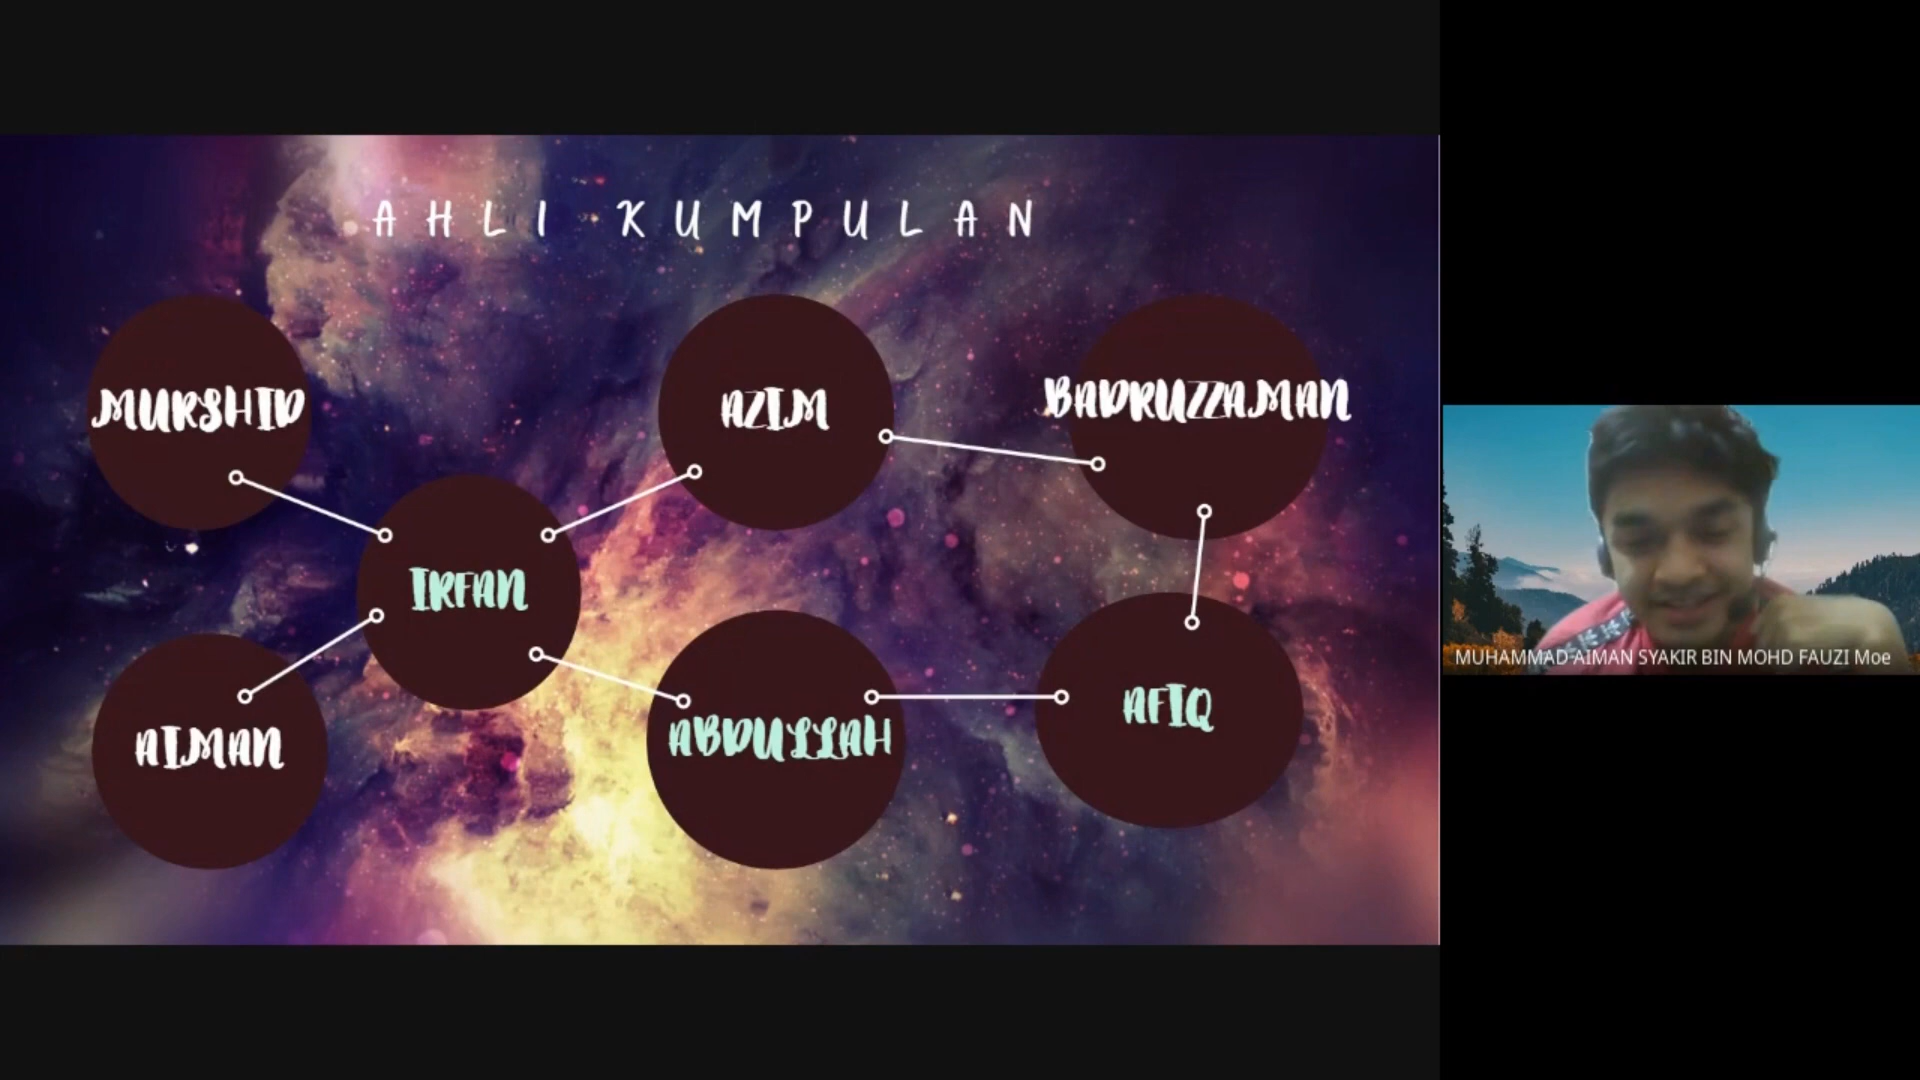 AHLI KUMPULAN
MURSHID
AZIM
BADRUZZAMAN
IRFAN
AIMAN
ABDULLAH
AFIQ
MUHAMMAD AIMAN SYAKIR BIN MOHD FAUZI Moe